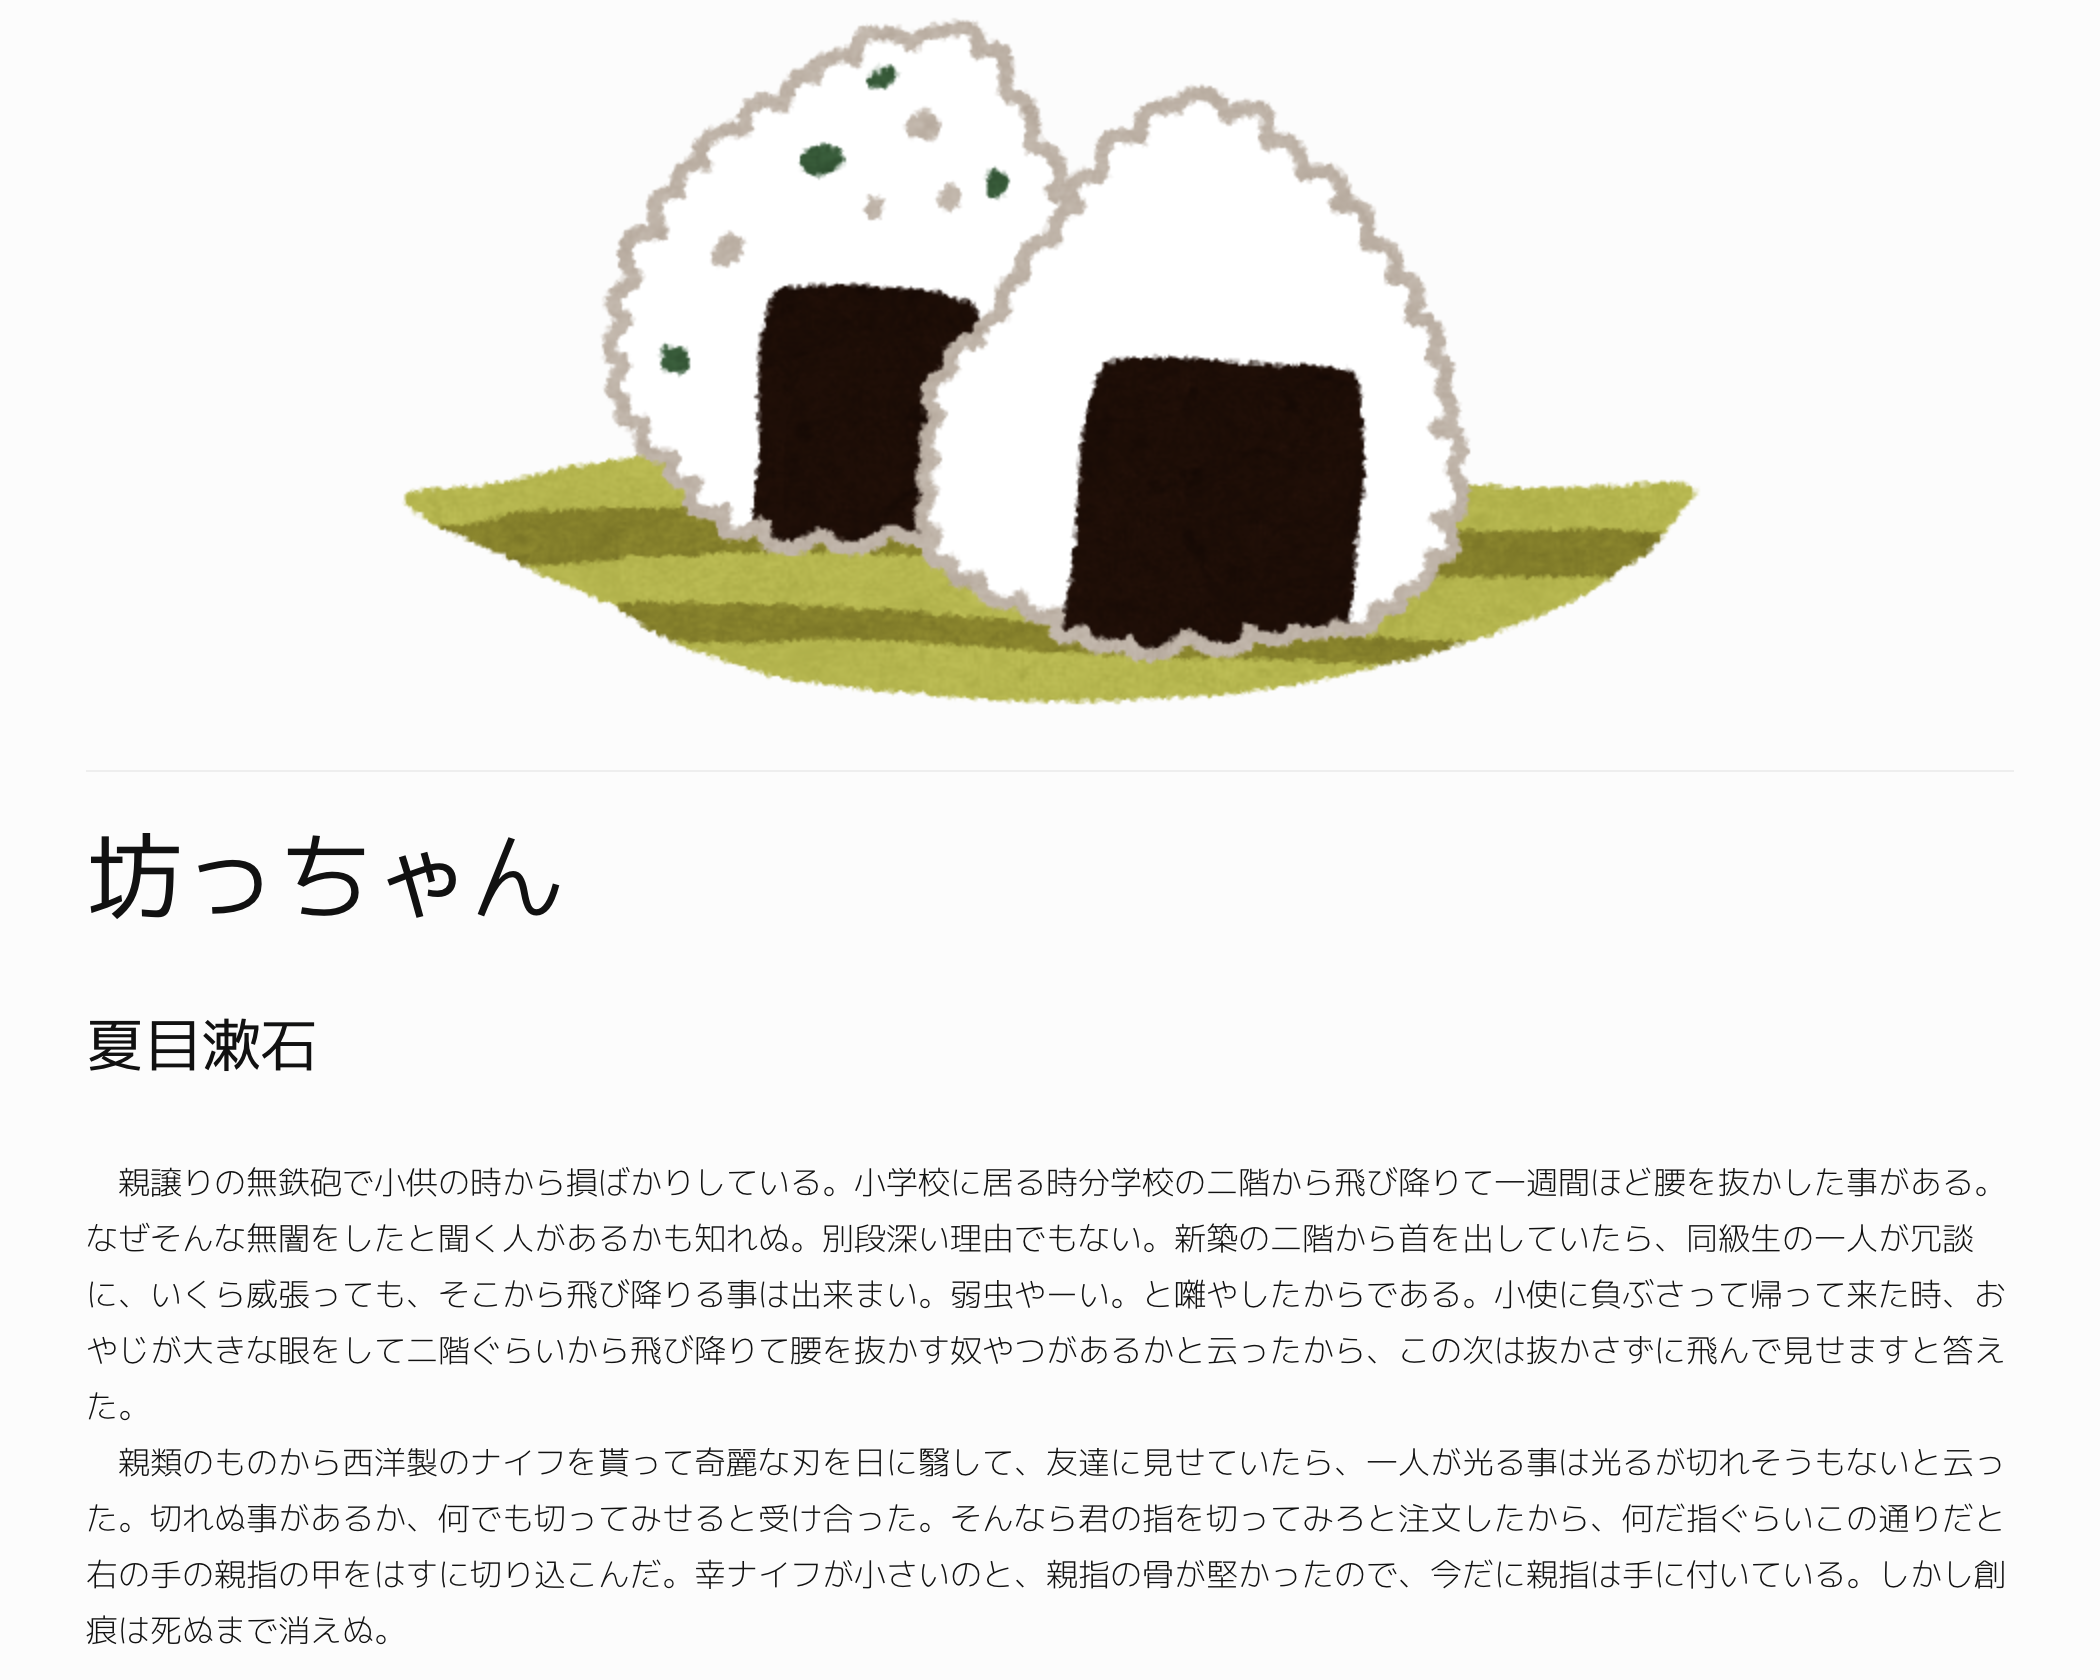 坊っちゃん
夏目漱石
　親譲りの無鉄砲で小供の時から損ばかりしている。小学校に居る時分学校の二階から飛び降りて一週間ほど腰を抜かした事がある。
なぜそんな無闇をしたと聞く人があるかも知れぬ。別段深い理由でもない。新築の二階から首を出していたら、同級生の一人が冗談
に、いくら威張っても、そこから飛び降りる事は出来まい。弱虫やーい。と囃やしたからである。小使に負ぶさって帰って来た時、お
やじが大きな眼をして二階ぐらいから飛び降りて腰を抜かす奴やつがあるかと云ったから、この次は抜かさずに飛んで見せますと答え
た。
　親類のものから西洋製のナイフを貰って奇麗な刃を日に翳して、友達に見せていたら、一人が光る事は光るが切れそうもないと云っ
た。切れぬ事があるか、何でも切ってみせると受け合った。そんなら君の指を切ってみろと注文したから、何だ指ぐらいこの通りだと
右の手の親指の甲をはすに切り込こんだ。幸ナイフが小さいのと、親指の骨が堅かったので、今だに親指は手に付いている。しかし創
痕は死ぬまで消えぬ。